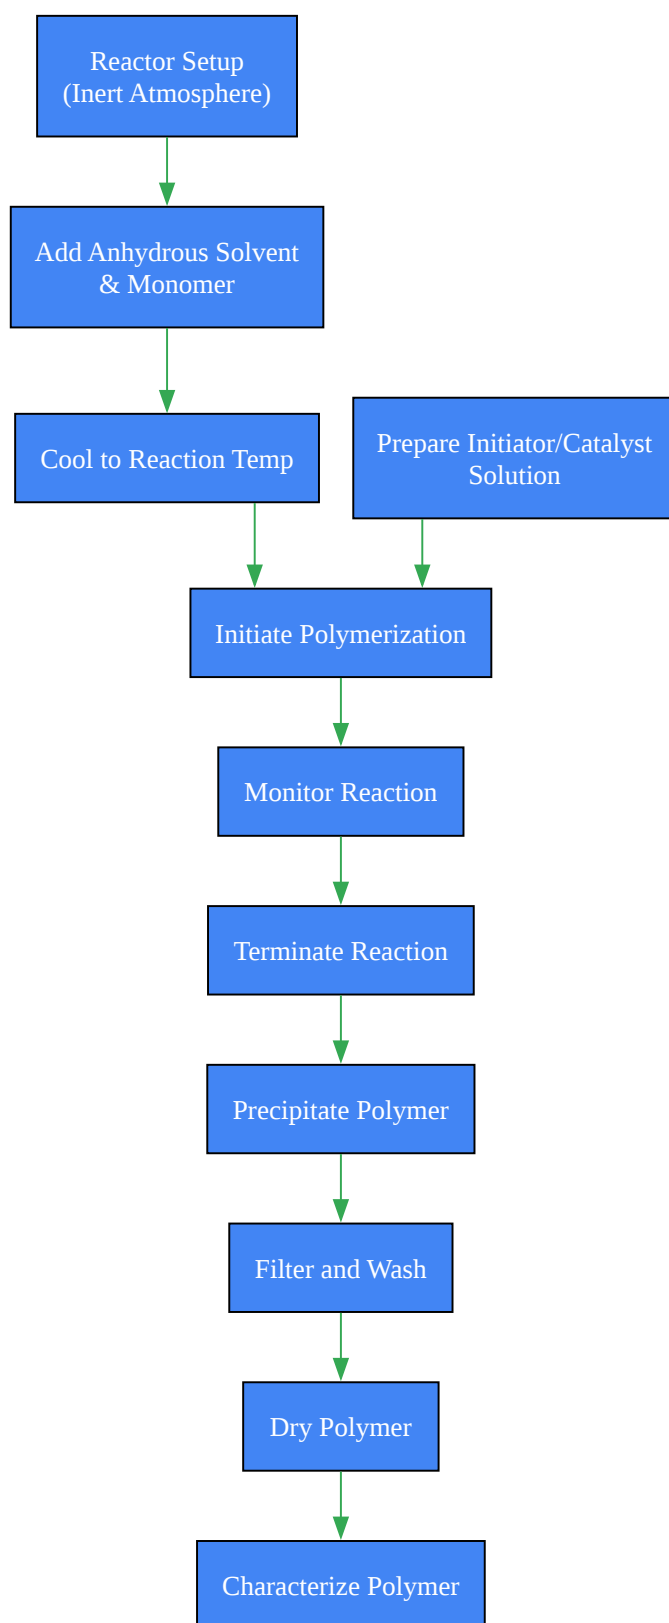 Reactor Setup
(Inert Atmosphere)
Add Anhydrous Solvent
& Monomer
Cool to Reaction Temp
Prepare Initiator/Catalyst
Solution
Initiate Polymerization
Monitor Reaction
Terminate Reaction
Precipitate Polymer
Filter and Wash
Dry Polymer
Characterize Polymer